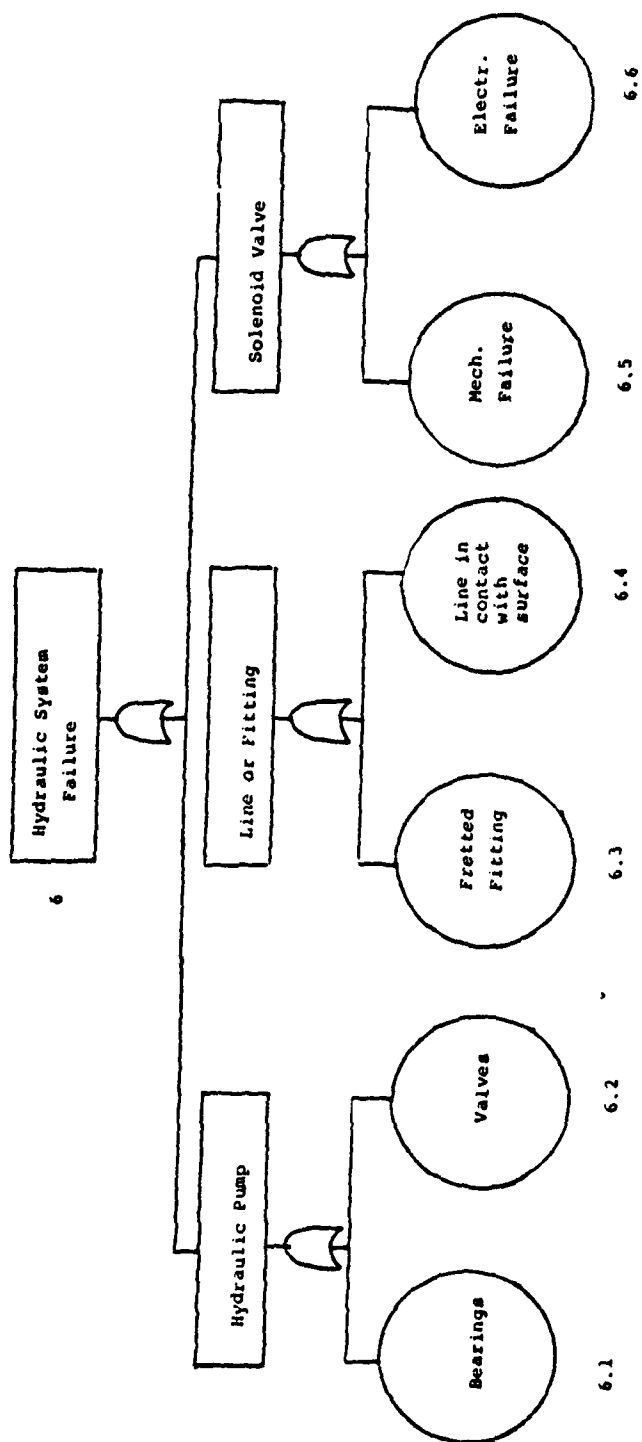 Hydraulic System
Failure
6
Hydraulic Pump
Line or Fitting
Solenoid Valve
Bearings
Valves
Fretted
Fitting
Line in
contact
with
surface
Mech.
Failure
Electr.
Failure
6.1
6.2
6.3
6.4
6.5
6.6